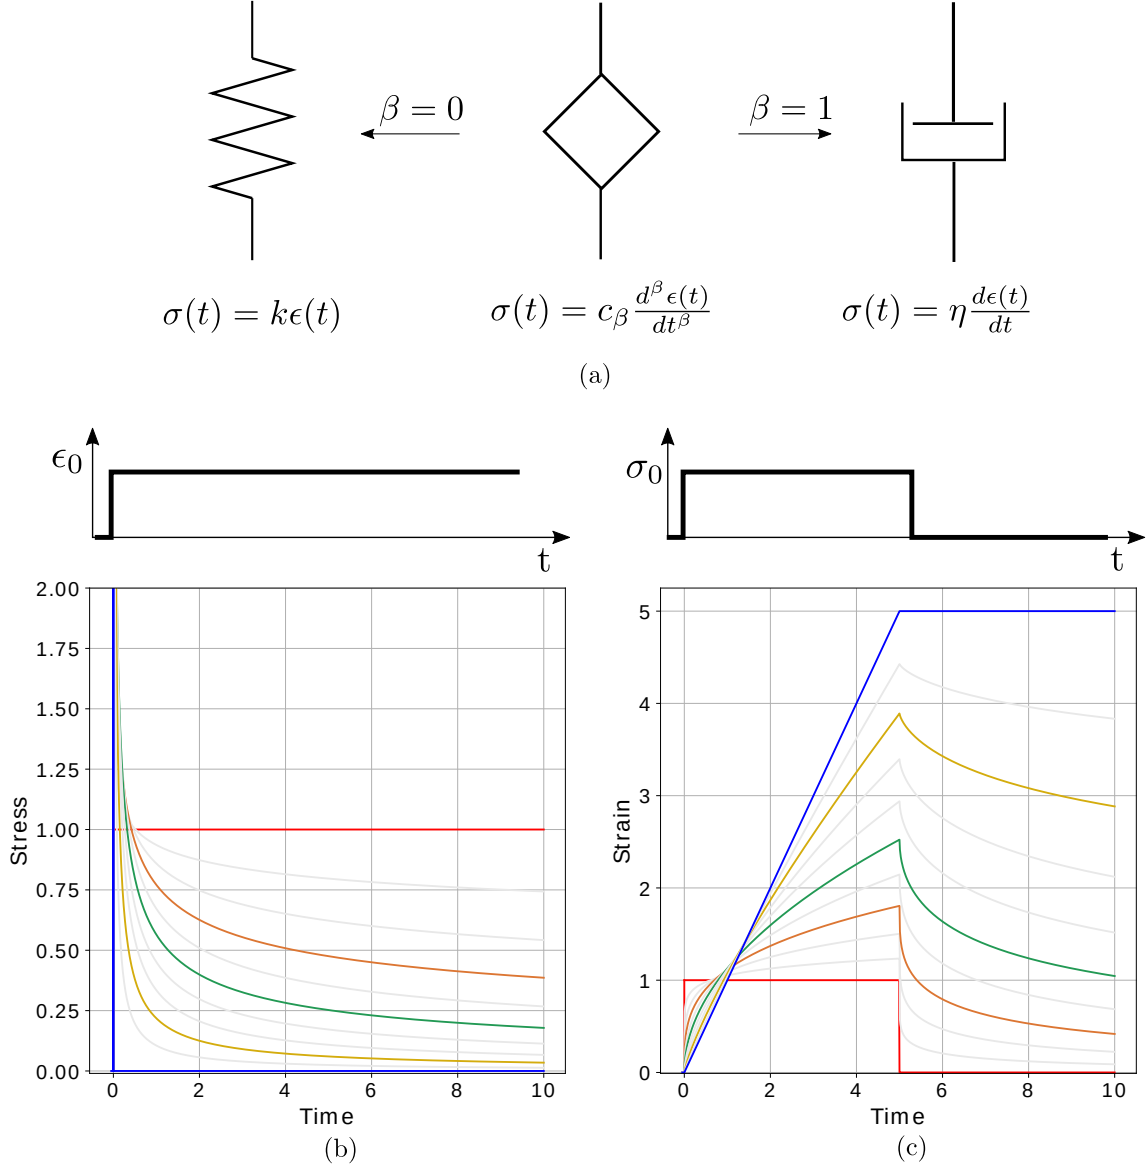 β = 0
β = 1
σ(t) = kϵ(t)
σ(t) = c_β d^β ϵ(t)/dt^β
σ(t) = η dϵ(t)/dt
(a)
ϵ₀
t
2.00
1.75
1.50
1.25
1.00
0.75
0.50
0.25
0.00
Stress
0 2 4 6 8 10
Time
(b)
σ₀
t
5
4
3
2
1
0
Strain
0 2 4 6 8 10
Time
(c)